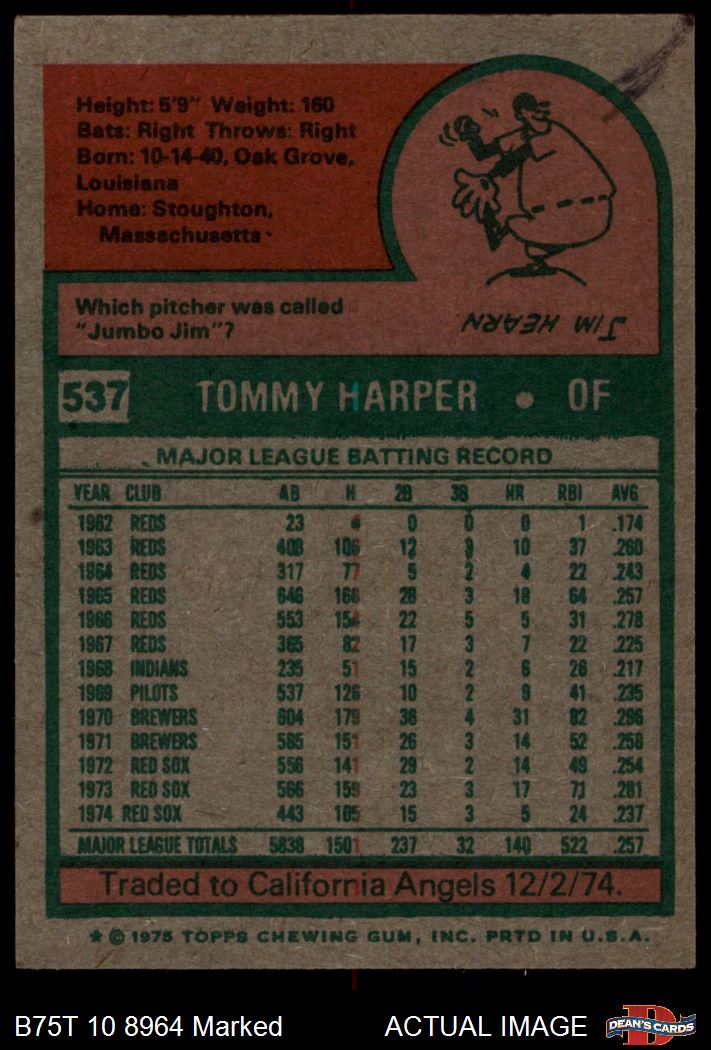 Height: 5'9" Weight: 160
Bats: Right Throws: Right
Born: 10-14-40, Oak Grove,
Louisiana
Home: Stoughton,
Massachusetts
Which pitcher was called
"Jumbo Jim"?
JIM HEARN
537 TOMMY HARPER • OF
MAJOR LEAGUE BATTING RECORD
YEAR CLUB AB H 2B 3B HR RBI AVG
1962 REDS 23 4 0 0 0 1 .174
1963 REDS 408 106 12 3 10 37 .260
1964 REDS 317 77 5 2 4 22 .243
1965 REDS 646 166 28 3 18 64 .257
1966 REDS 553 154 22 5 5 31 .278
1967 REDS 365 82 17 3 7 22 .225
1968 INDIANS 235 51 15 2 6 26 .217
1969 PILOTS 537 126 10 2 9 41 .235
1970 BREWERS 604 179 36 4 31 82 .296
1971 BREWERS 585 151 26 3 14 52 .258
1972 RED SOX 556 141 29 2 14 49 .254
1973 RED SOX 566 159 23 3 17 71 .281
1974 RED SOX 443 105 15 3 5 24 .237
MAJOR LEAGUE TOTALS 5838 1501 237 32 140 522 .257
Traded to California Angels 12/2/74.
* © 1975 TOPPS CHEWING GUM, INC. PRTD IN U.S.A.
B75T 10 8964 Marked ACTUAL IMAGE DEAN'S CARDS